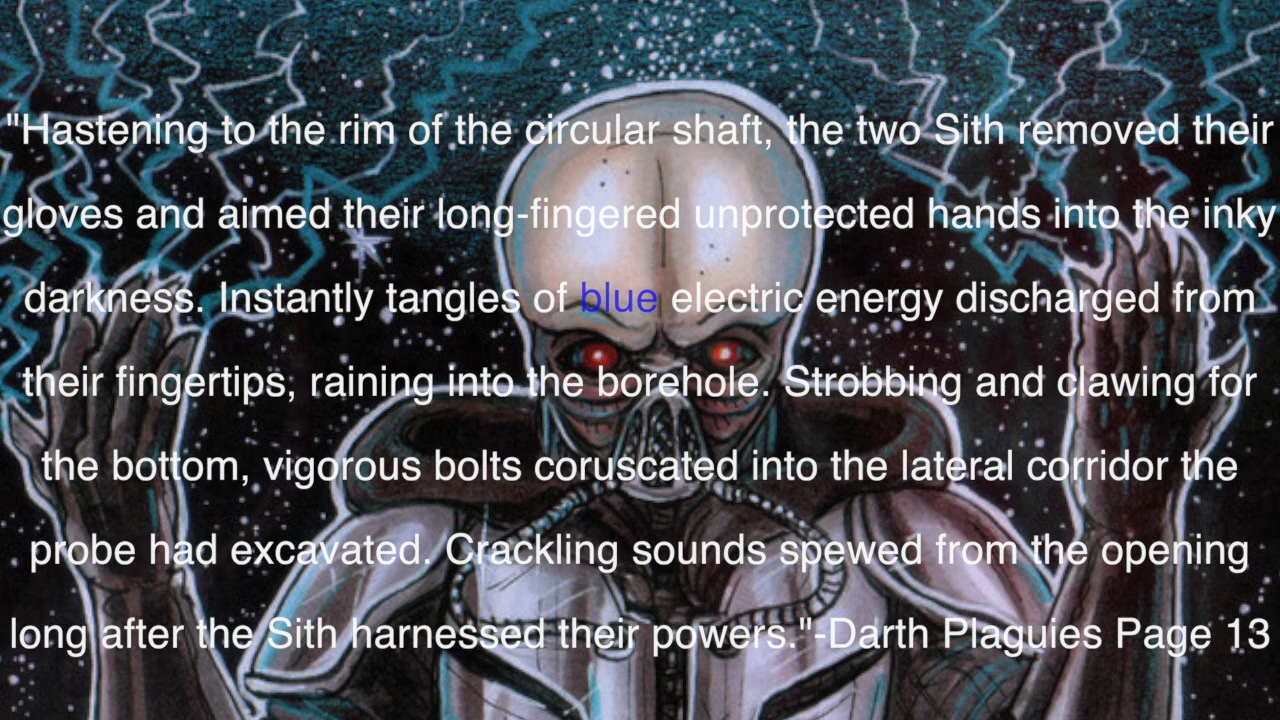 "Hastening to the rim of the circular shaft, the two Sith removed their
gloves and aimed their long-fingered unprotected hands into the inky
darkness. Instantly tangles of blue electric energy discharged from
their fingertips, raining into the borehole. Strobbing and clawing for
the bottom, vigorous bolts coruscated into the lateral corridor the
probe had excavated. Crackling sounds spewed from the opening
long after the Sith harnessed their powers."-Darth Plaguies Page 13